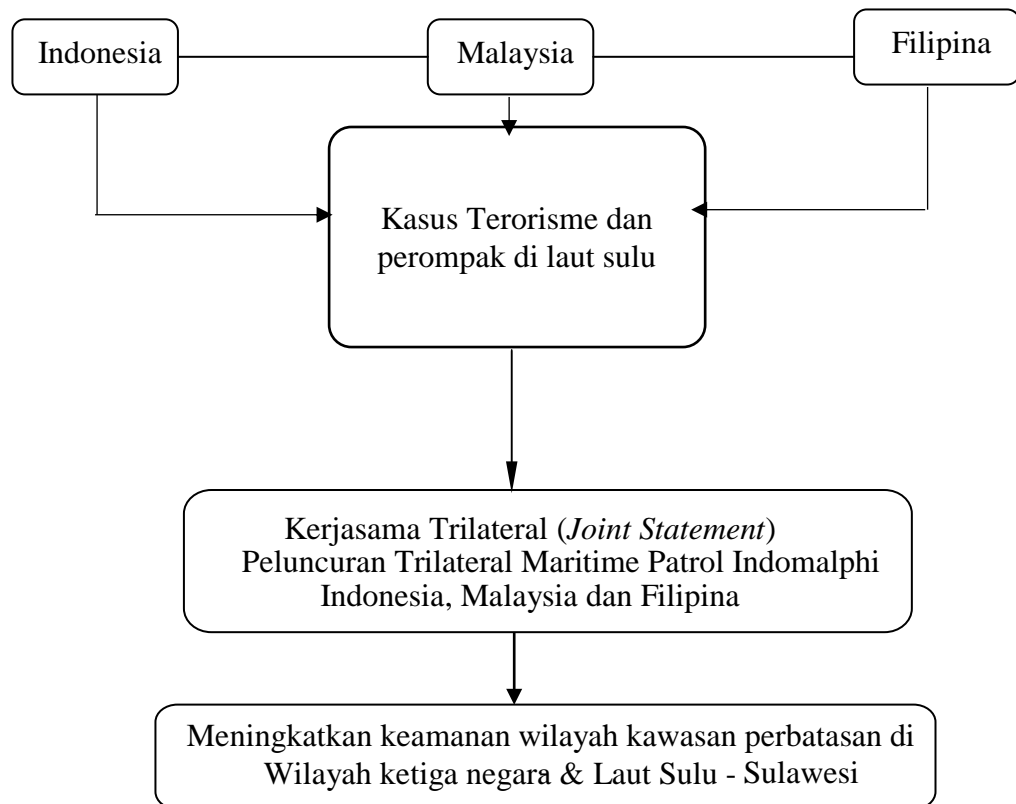 Indonesia
Malaysia
Filipina
Kasus Terorisme dan
perompak di laut sulu
Kerjasama Trilateral (Joint Statement)
Peluncuran Trilateral Maritime Patrol Indomalphi
Indonesia, Malaysia dan Filipina
Meningkatkan keamanan wilayah kawasan perbatasan di
Wilayah ketiga negara & Laut Sulu - Sulawesi